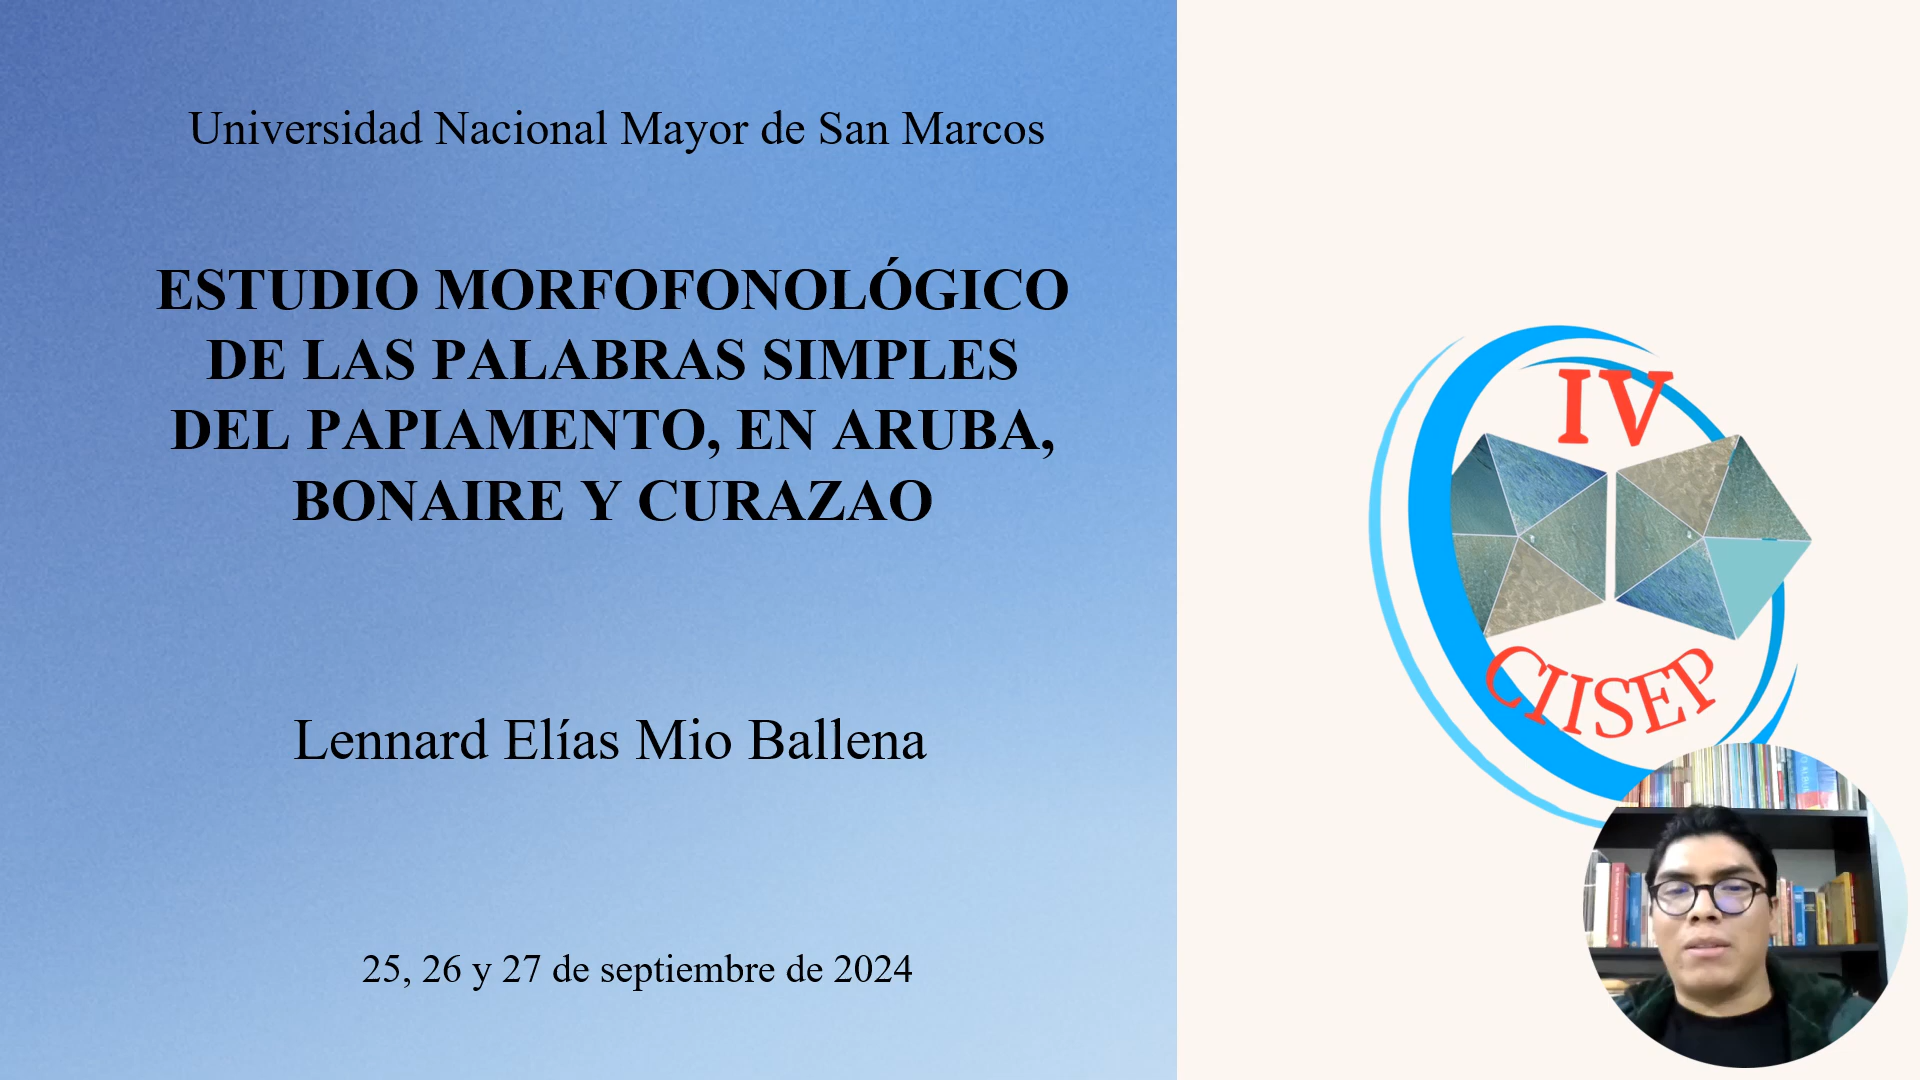 Universidad Nacional Mayor de San Marcos
ESTUDIO MORFOFONOLÓGICO
DE LAS PALABRAS SIMPLES
DEL PAPIAMENTO, EN ARUBA,
BONAIRE Y CURAZAO
Lennard Elías Mio Ballena
25, 26 y 27 de septiembre de 2024
IV
CIISEP